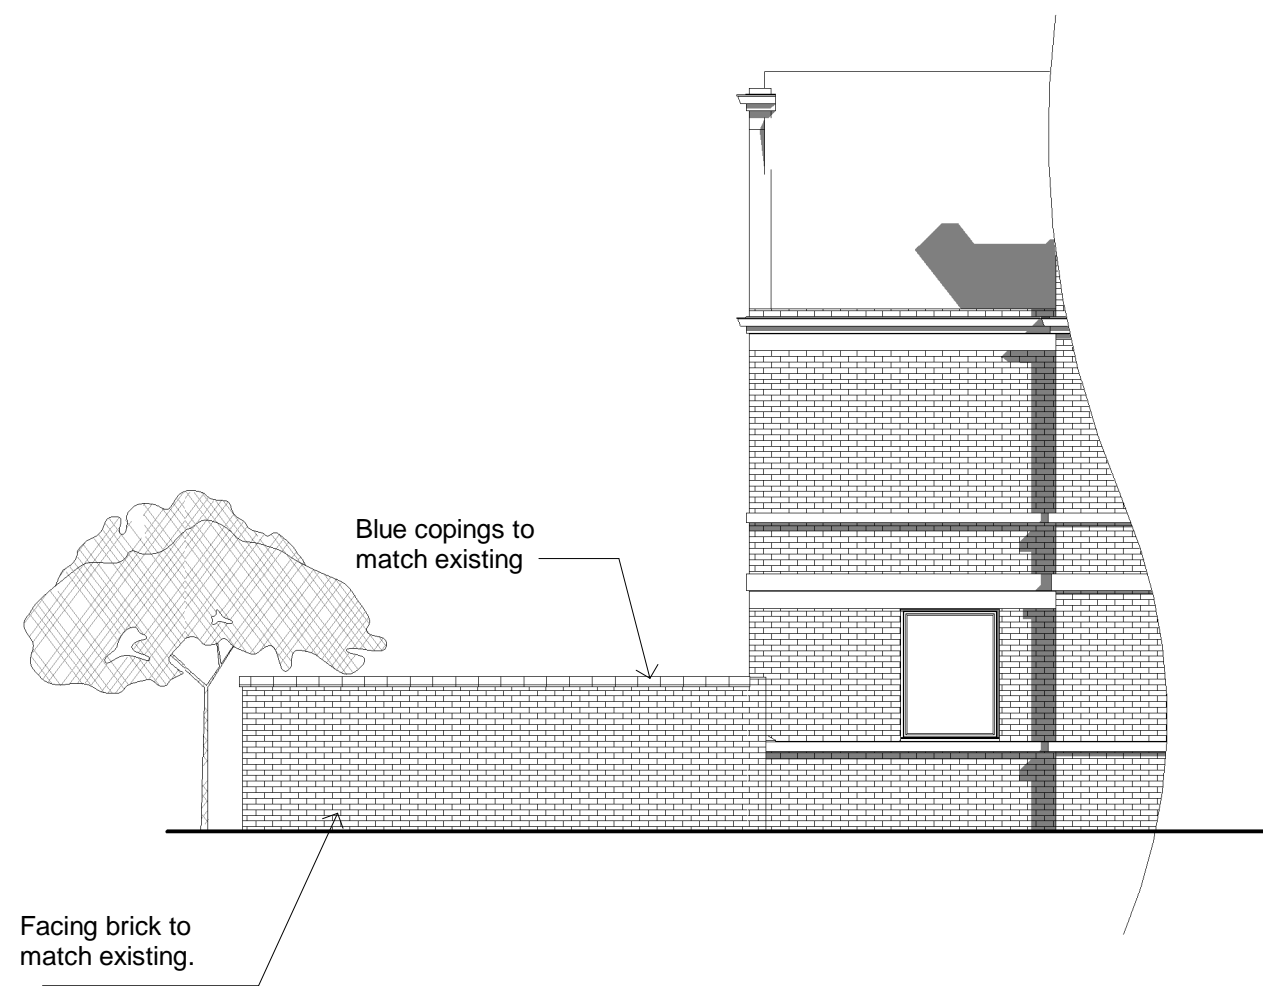 Blue copings to
match existing
Facing brick to
match existing.